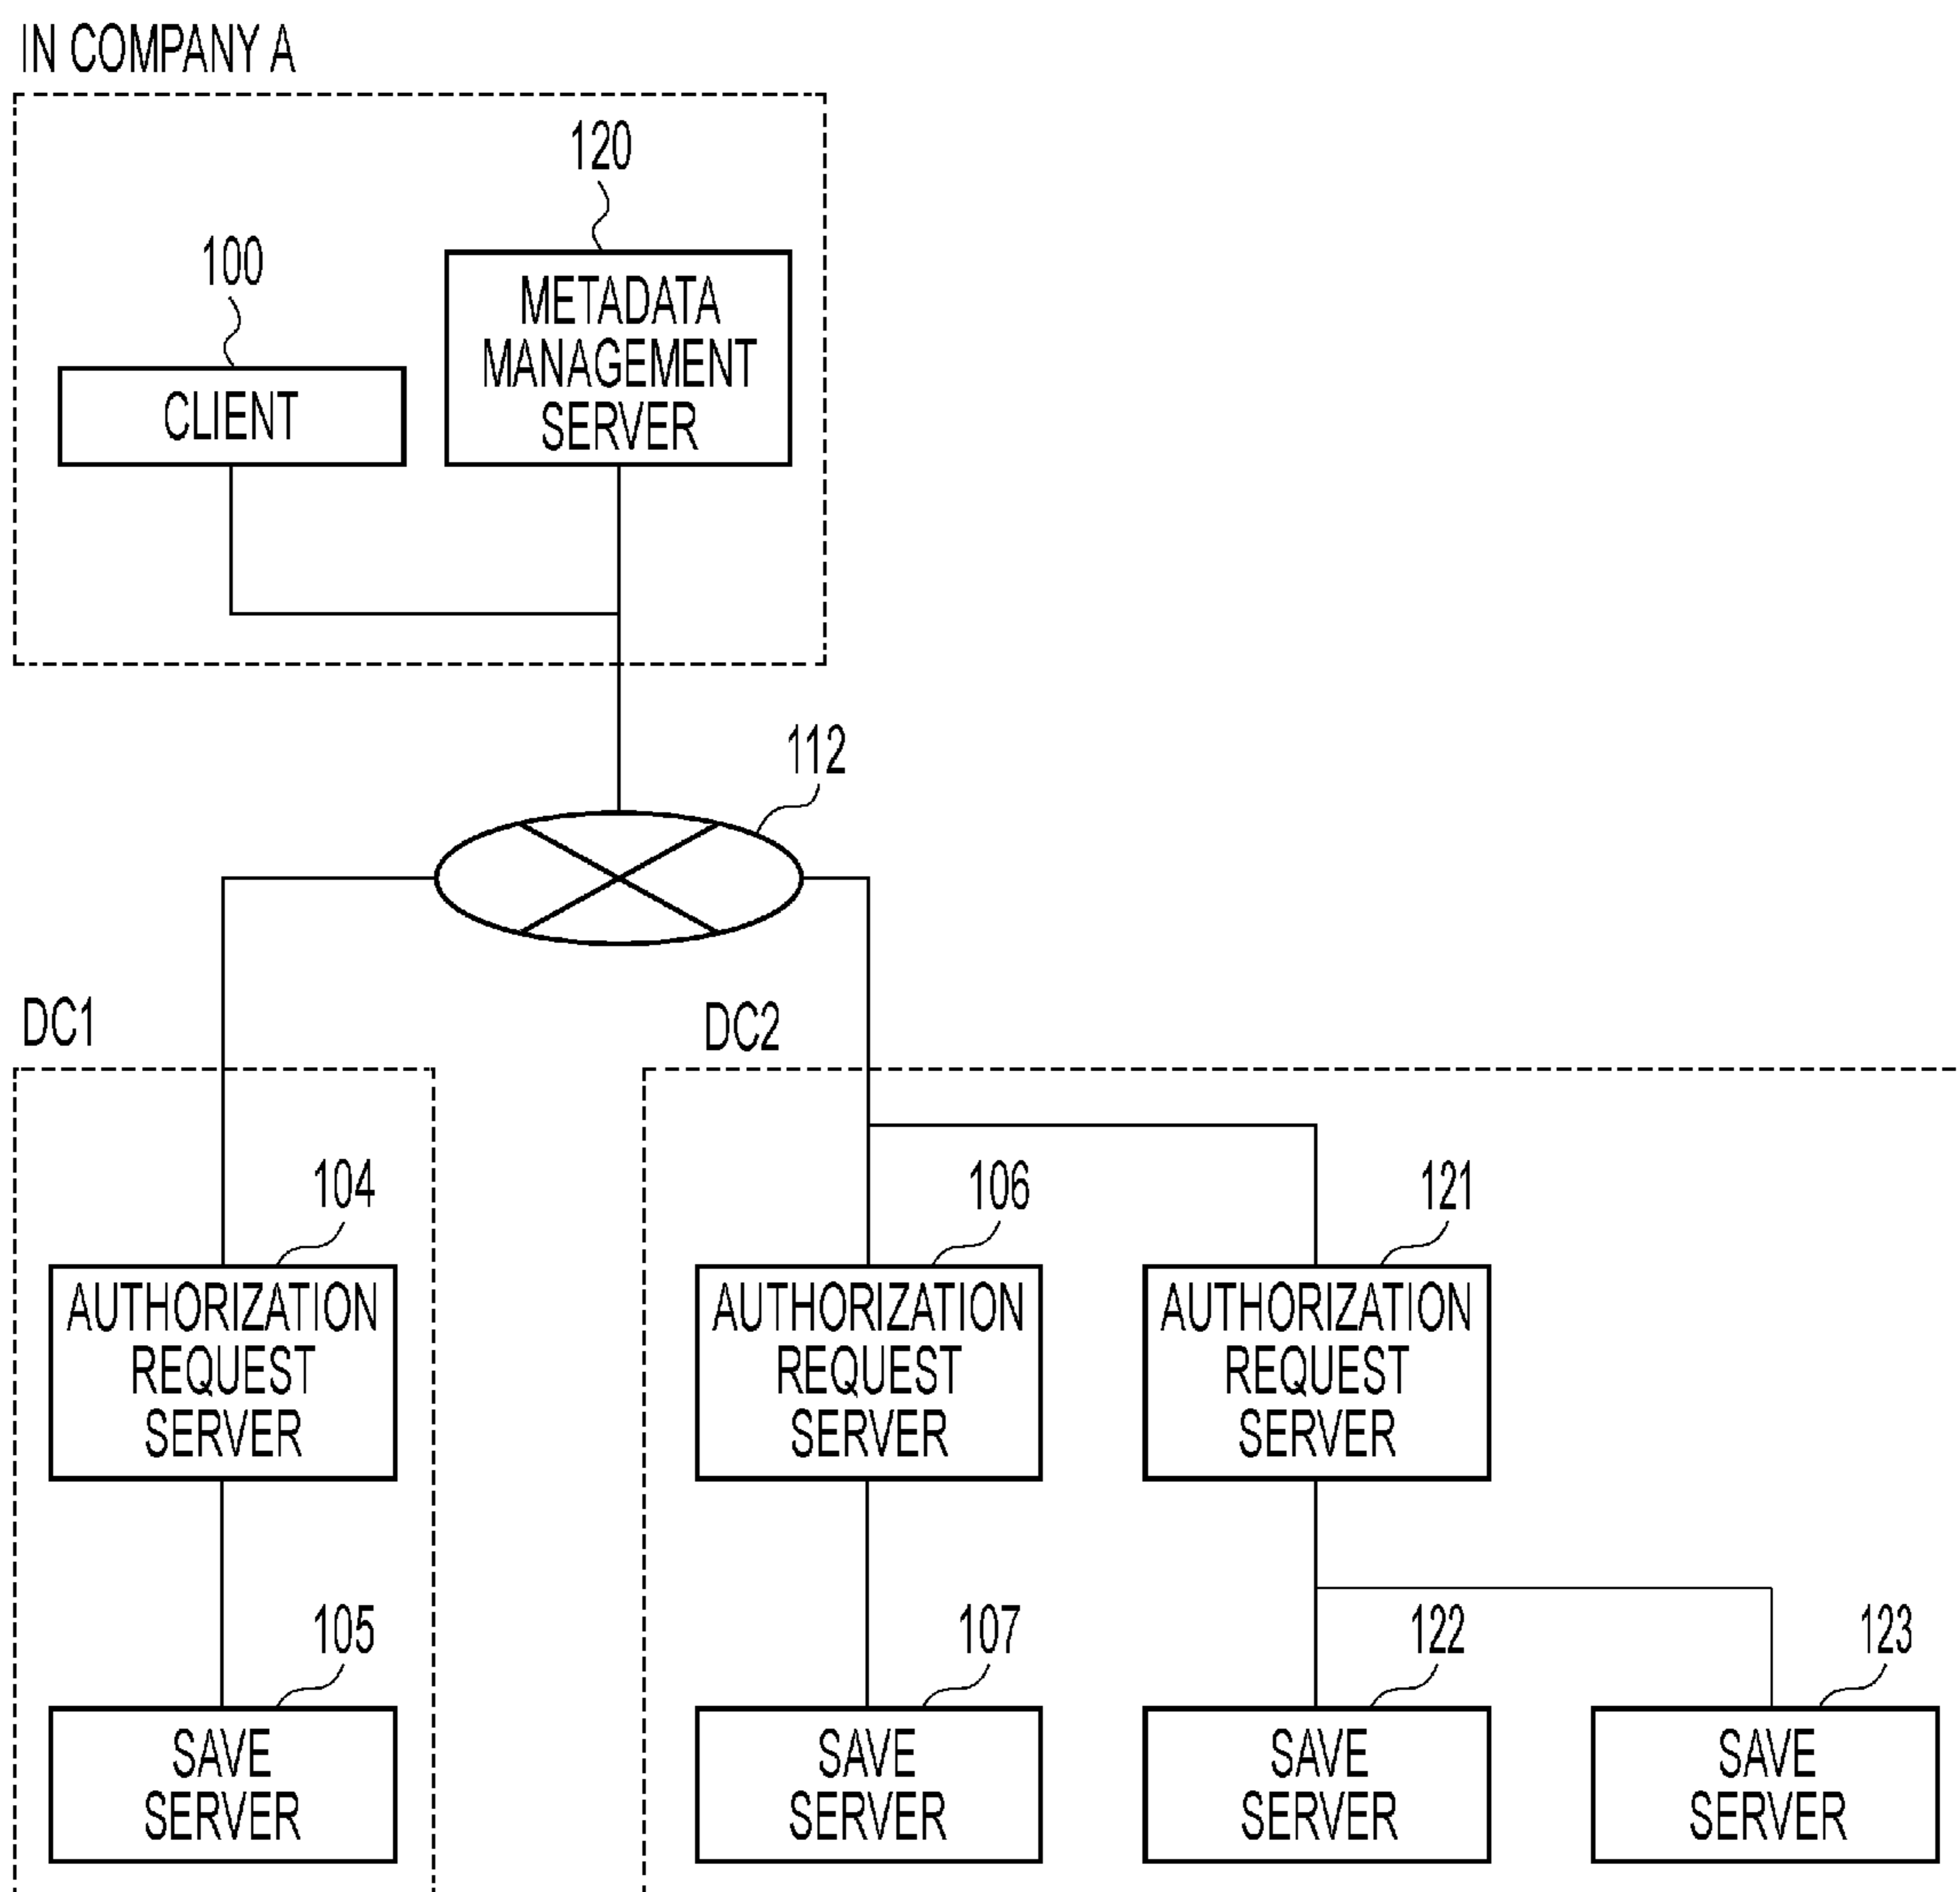 IN COMPANY A
120
100
METADATA
MANAGEMENT
SERVER
CLIENT
112
DC1
DC2
104
106
121
AUTHORIZATION
REQUEST
SERVER
AUTHORIZATION
REQUEST
SERVER
AUTHORIZATION
REQUEST
SERVER
105
107
122
123
SAVE
SERVER
SAVE
SERVER
SAVE
SERVER
SAVE
SERVER